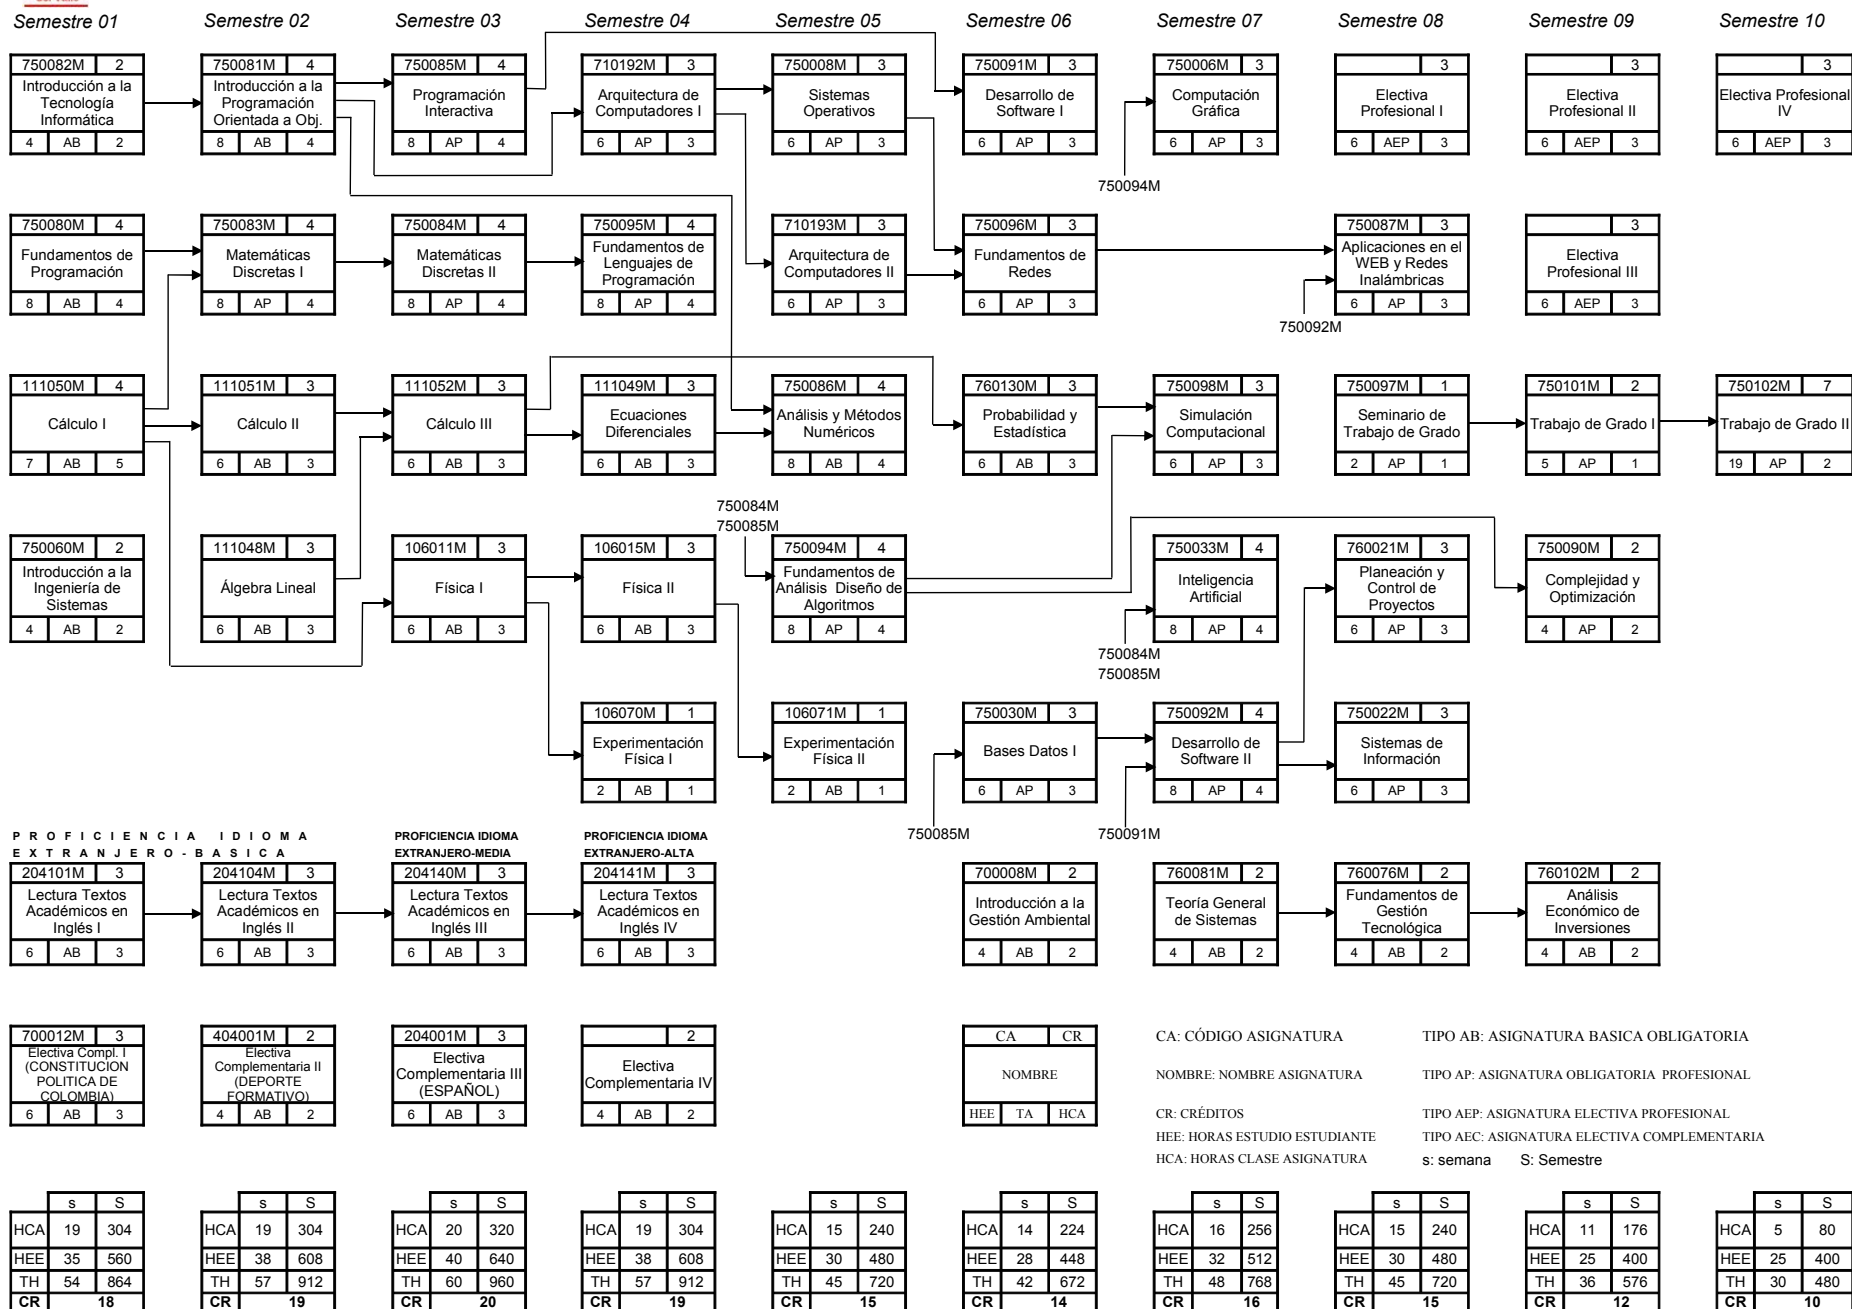 del Valle
Semestre 01
Semestre 02
Semestre 03
Semestre 04
Semestre 05
Semestre 06
Semestre 07
Semestre 08
Semestre 09
Semestre 10
750082M 2
Introducción a la
Tecnología
Informática
4 AB 2
750081M 4
Introducción a la
Programación
Orientada a Obj.
8 AB 4
750085M 4
Programación
Interactiva
8 AP 4
710192M 3
Arquitectura de
Computadores I
6 AP 3
750008M 3
Sistemas
Operativos
6 AP 3
750091M 3
Desarrollo de
Software I
6 AP 3
750006M 3
Computación
Gráfica
6 AP 3
750094M
3
Electiva
Profesional I
6 AEP 3
3
Electiva
Profesional II
6 AEP 3
3
Electiva Profesional
IV
6 AEP 3
750080M 4
Fundamentos de
Programación
8 AB 4
750083M 4
Matemáticas
Discretas I
8 AP 4
750084M 4
Matemáticas
Discretas II
8 AP 4
750095M 4
Fundamentos de
Lenguajes de
Programación
8 AP 4
710193M 3
Arquitectura de
Computadores II
6 AP 3
750096M 3
Fundamentos de
Redes
6 AP 3
750087M 3
Aplicaciones en el
WEB y Redes
Inalámbricas
6 AP 3
750092M
3
Electiva
Profesional III
6 AEP 3
111050M 4
Cálculo I
7 AB 5
111051M 3
Cálculo II
6 AB 3
111052M 3
Cálculo III
6 AB 3
111049M 3
Ecuaciones
Diferenciales
6 AB 3
750086M 4
Análisis y Métodos
Numéricos
8 AB 4
760130M 3
Probabilidad y
Estadística
6 AB 3
750098M 3
Simulación
Computacional
6 AP 3
750097M 1
Seminario de
Trabajo de Grado
2 AP 1
750101M 2
Trabajo de Grado I
5 AP 1
750102M 7
Trabajo de Grado II
19 AP 2
750060M 2
Introducción a la
Ingeniería de
Sistemas
4 AB 2
111048M 3
Álgebra Lineal
6 AB 3
106011M 3
Física I
6 AB 3
106015M 3
Física II
6 AB 3
750084M
750085M
750094M 4
Fundamentos de
Análisis Diseño de
Algoritmos
8 AP 4
750033M 4
Inteligencia
Artificial
8 AP 4
750084M
750085M
760021M 3
Planeación y
Control de
Proyectos
6 AP 3
750090M 2
Complejidad y
Optimización
4 AP 2
106070M 1
Experimentación
Física I
2 AB 1
106071M 1
Experimentación
Física II
2 AB 1
750030M 3
Bases Datos I
6 AP 3
750085M
750092M 4
Desarrollo de
Software II
8 AP 4
750091M
750022M 3
Sistemas de
Información
6 AP 3
PROFICIENCIA IDIOMA
EXTRANJERO-BASICA
PROFICIENCIA IDIOMA
EXTRANJERO-MEDIA
PROFICIENCIA IDIOMA
EXTRANJERO-ALTA
204101M 3
Lectura Textos
Académicos en
Inglés I
6 AB 3
204104M 3
Lectura Textos
Académicos en
Inglés II
6 AB 3
204140M 3
Lectura Textos
Académicos en
Inglés III
6 AB 3
204141M 3
Lectura Textos
Académicos en
Inglés IV
6 AB 3
700008M 2
Introducción a la
Gestión Ambiental
4 AB 2
760081M 2
Teoría General
de Sistemas
4 AB 2
760076M 2
Fundamentos de
Gestión
Tecnológica
4 AB 2
760102M 2
Análisis
Económico de
Inversiones
4 AB 2
700012M 3
Electiva Compl. I
(CONSTITUCION
POLITICA DE
COLOMBIA)
6 AB 3
404001M 2
Electiva
Complementaria II
(DEPORTE
FORMATIVO)
4 AB 2
204001M 3
Electiva
Complementaria III
(ESPAÑOL)
6 AB 3
2
Electiva
Complementaria IV
4 AB 2
CA CR
NOMBRE
HEE TA HCA
CA: CÓDIGO ASIGNATURA
NOMBRE: NOMBRE ASIGNATURA
CR: CRÉDITOS
HEE: HORAS ESTUDIO ESTUDIANTE
HCA: HORAS CLASE ASIGNATURA
TIPO AB: ASIGNATURA BASICA OBLIGATORIA
TIPO AP: ASIGNATURA OBLIGATORIA PROFESIONAL
TIPO AEP: ASIGNATURA ELECTIVA PROFESIONAL
TIPO AEC: ASIGNATURA ELECTIVA COMPLEMENTARIA
s: semana S: Semestre
s S
HCA 19 304
HEE 35 560
TH 54 864
CR 18
s S
HCA 19 304
HEE 38 608
TH 57 912
CR 19
s S
HCA 20 320
HEE 40 640
TH 60 960
CR 20
s S
HCA 19 304
HEE 38 608
TH 57 912
CR 19
s S
HCA 15 240
HEE 30 480
TH 45 720
CR 15
s S
HCA 14 224
HEE 28 448
TH 42 672
CR 14
s S
HCA 16 256
HEE 32 512
TH 48 768
CR 16
s S
HCA 15 240
HEE 30 480
TH 45 720
CR 15
s S
HCA 11 176
HEE 25 400
TH 36 576
CR 12
s S
HCA 5 80
HEE 25 400
TH 30 480
CR 10